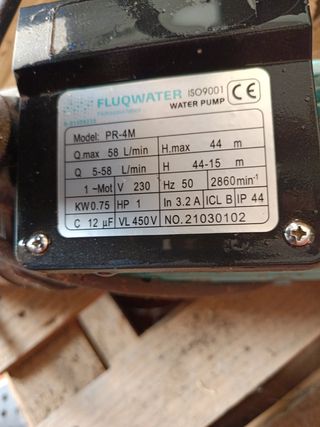 FLUQWATER ISO9001 CE
WATER PUMP
Model: PR-4M
Q.max 58 L/min H.max 44 m
Q 5-58 L/min H 44-15 m
1~Mot V 230 Hz 50 2860min⁻¹
KW 0.75 HP 1 In 3.2 A ICL B IP 44
C 12 µF VL 450 V NO. 21030102